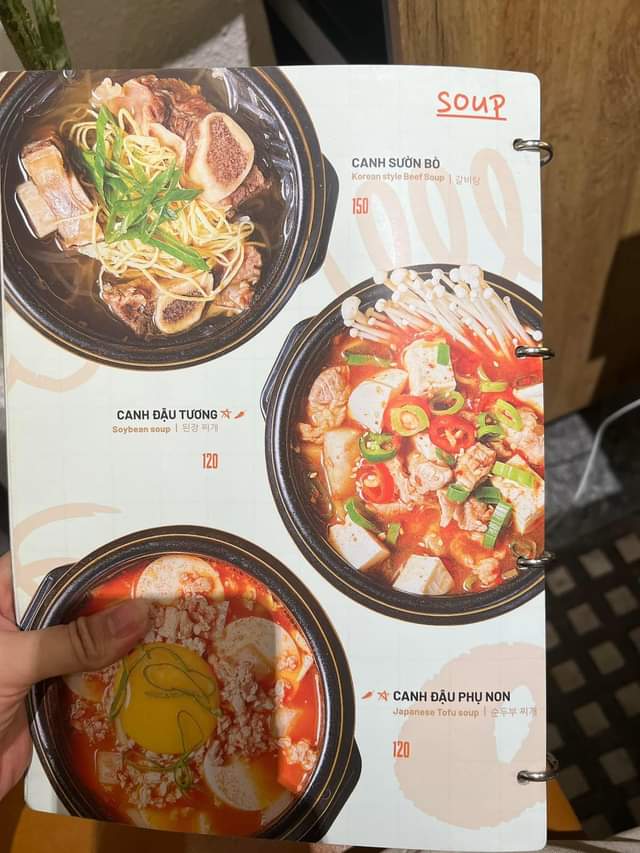 SOUP
CANH SƯỜN BÒ
Korean style Beef Soup | 갈비탕
150
CANH ĐẬU TƯƠNG
Soybean soup | 된장 찌개
120
CANH ĐẬU PHỤ NON
Japanese Tofu soup | 순두부 찌개
120